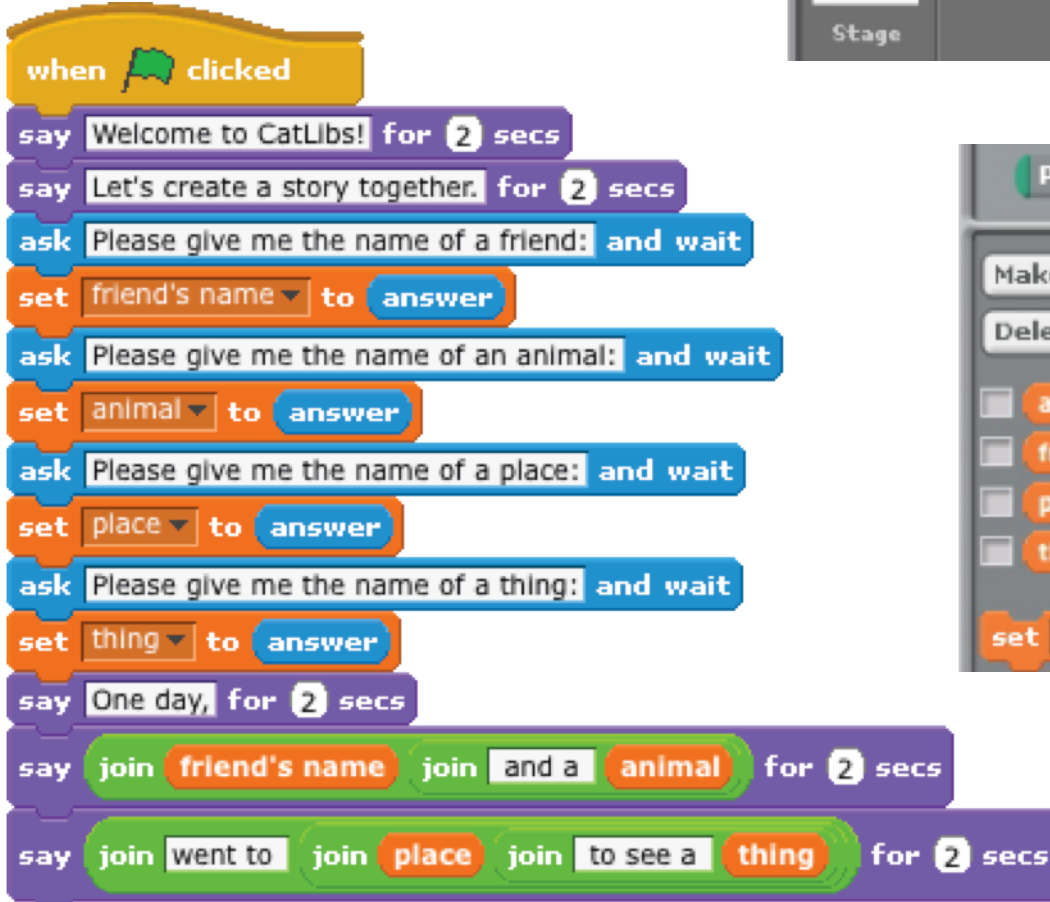 when clicked
say Welcome to CatLibs! for 2 secs
say Let's create a story together. for 2 secs
ask Please give me the name of a friend: and wait
set friend's name to answer
ask Please give me the name of an animal: and wait
set animal to answer
ask Please give me the name of a place: and wait
set place to answer
ask Please give me the name of a thing: and wait
set thing to answer
say One day, for 2 secs
say join friend's name join and a animal for 2 secs
say join went to join place join to see a thing for 2 secs
Stage
set